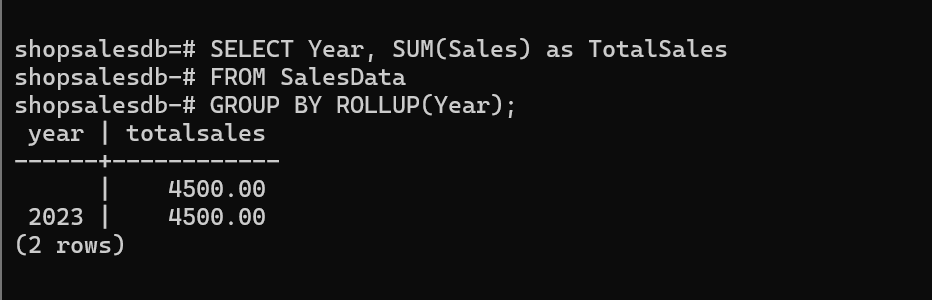 shopsalesdb=# SELECT Year, SUM(Sales) as TotalSales
shopsalesdb-# FROM SalesData
shopsalesdb-# GROUP BY ROLLUP(Year);
 year | totalsales
------+------------
      |    4500.00
 2023 |    4500.00
(2 rows)